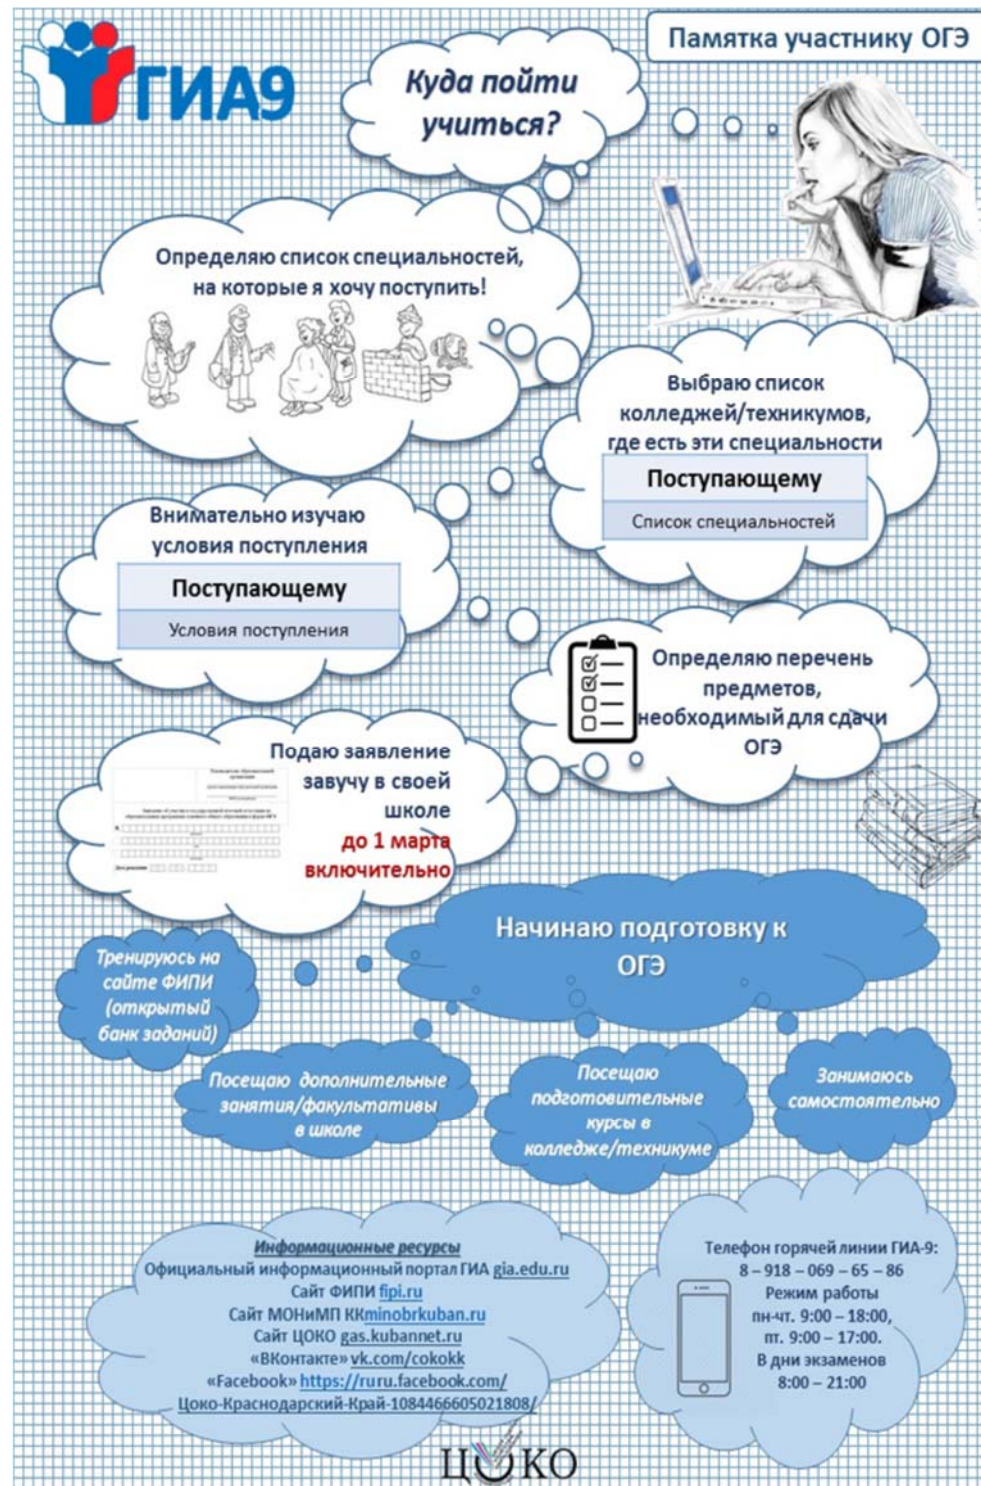 Памятка участнику ОГЭ
ГИА9
Куда пойти
учиться?
Определяю список специальностей,
на которые я хочу поступить!
Выбраю список
колледжей/техникумов,
где есть эти специальности
Поступающему
Список специальностей
Внимательно изучаю
условия поступления
Поступающему
Условия поступления
Определяю перечень
предметов,
необходимый для сдачи
ОГЭ
Подаю заявление
завучу в своей
школе
до 1 марта
включительно
Начинаю подготовку к
ОГЭ
Тренируюсь на
сайте ФИПИ
(открытый
банк заданий)
Посещаю дополнительные
занятия/факультативы
в школе
Посещаю
подготовительные
курсы в
колледже/техникуме
Занимаюсь
самостоятельно
Информационные ресурсы
Официальный информационный портал ГИА gia.edu.ru
Сайт ФИПИ fipi.ru
Сайт МОНиМП ККminobrkuban.ru
Сайт ЦОКО gas.kubannet.ru
«ВКонтакте» vk.com/cokokk
«Facebook» https://ruru.facebook.com/
Цоко-Краснодарский-Край-1084466605021808/
Телефон горячей линии ГИА-9:
8 – 918 – 069 – 65 – 86
Режим работы
пн-чт. 9:00 – 18:00,
пт. 9:00 – 17:00.
В дни экзаменов
8:00 – 21:00
ЦОКО